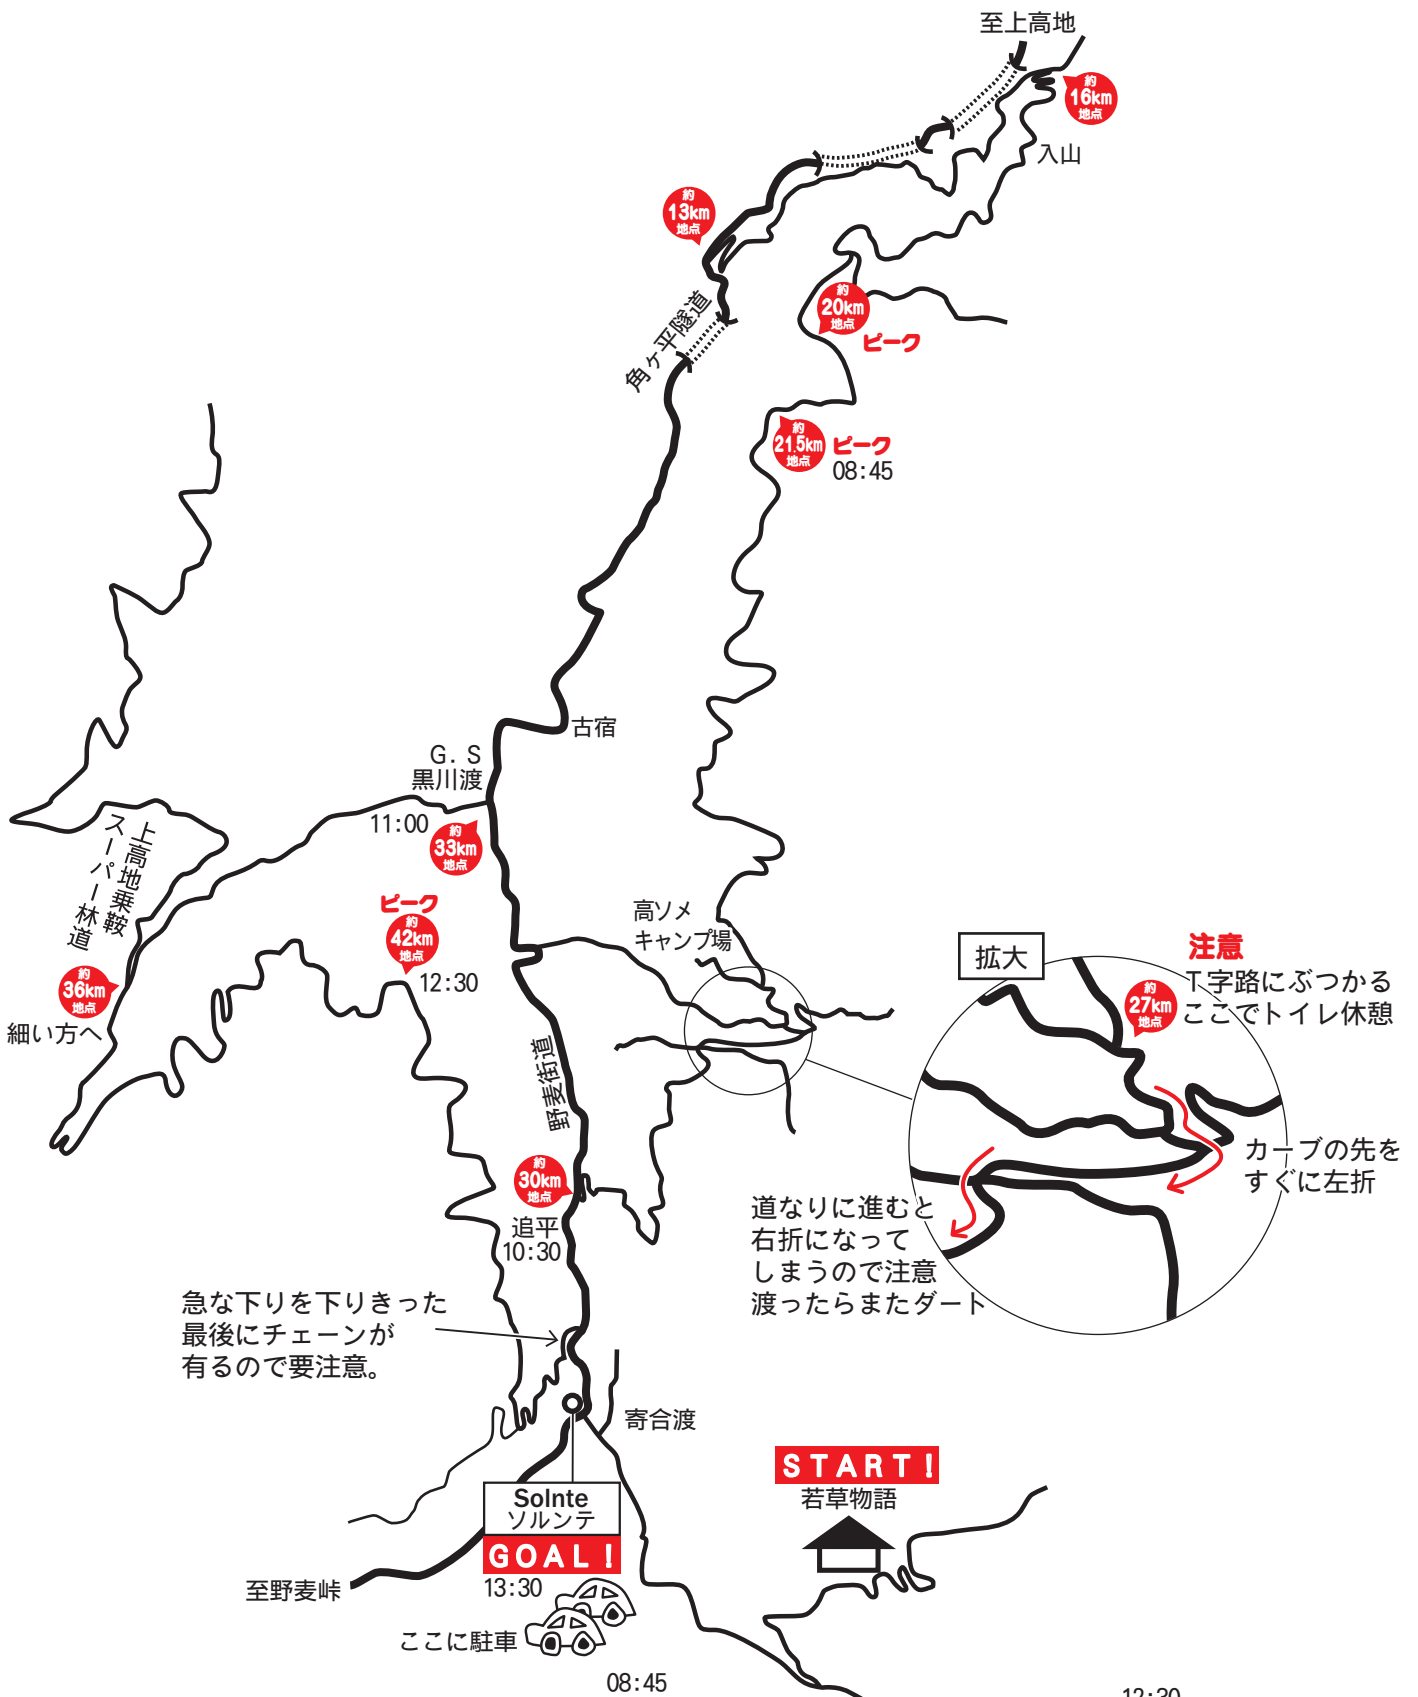 至上高地
約
16km
地点
入山
約
13km
地点
約
20km
地点
ピーク
角ヶ平隧道
約
21.5km
地点
ピーク
08:45
古宿
G.S
黒川渡
11:00
約
33km
地点
上高地乗鞍
スーパー林道
ピーク
約
42km
地点
12:30
高ソメ
キャンプ場
約
36km
地点
細い方へ
拡大
注意
T字路にぶつかる
ここでトイレ休憩
約
27km
地点
野麦街道
カーブの先を
すぐに左折
約
30km
地点
追平
10:30
道なりに進むと
右折になって
しまうので注意
渡ったらまたダート
急な下りを下りきった
最後にチェーンが
有るので要注意。
寄合渡
START!
若草物語
Solnte
ソルンテ
GOAL!
13:30
至野麦峠
ここに駐車
08:45
12:30